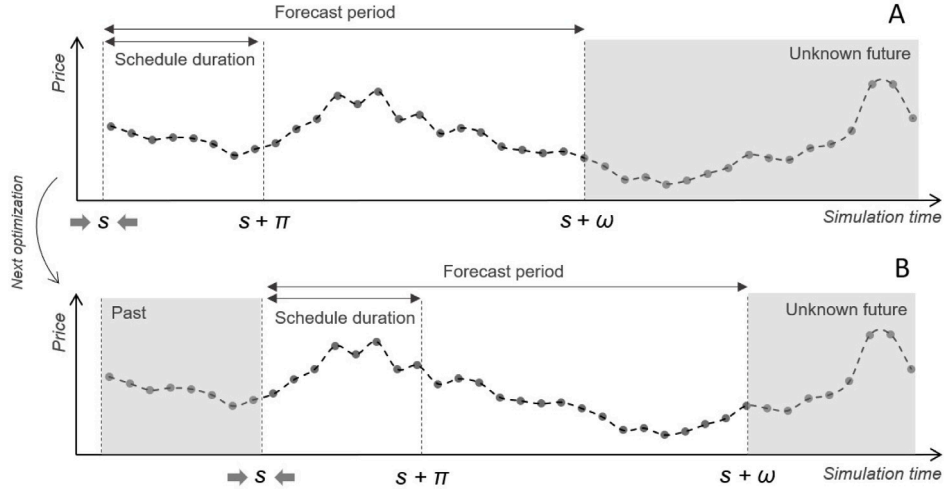 Forecast period
A
Schedule duration
Unknown future
Price
s
s + π
s + ω
Simulation time
Next optimization
Forecast period
B
Past
Schedule duration
Unknown future
Price
s
s + π
s + ω
Simulation time